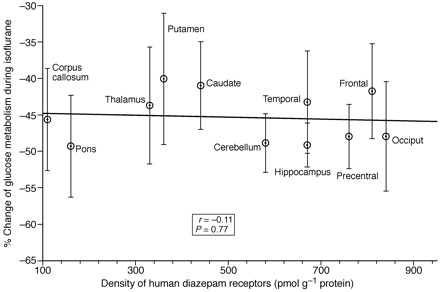 −30
−35
−40
−45
−50
−55
−60
−65
% Change of glucose metabolism during isoflurane
Putamen
Corpus
callosum
Caudate
Frontal
Thalamus
Temporal
Pons
Cerebellum
Occiput
Hippocampus
Precentral
r = −0.11
P = 0.77
100 300 500 700 900
Density of human diazepam receptors (pmol g⁻¹ protein)